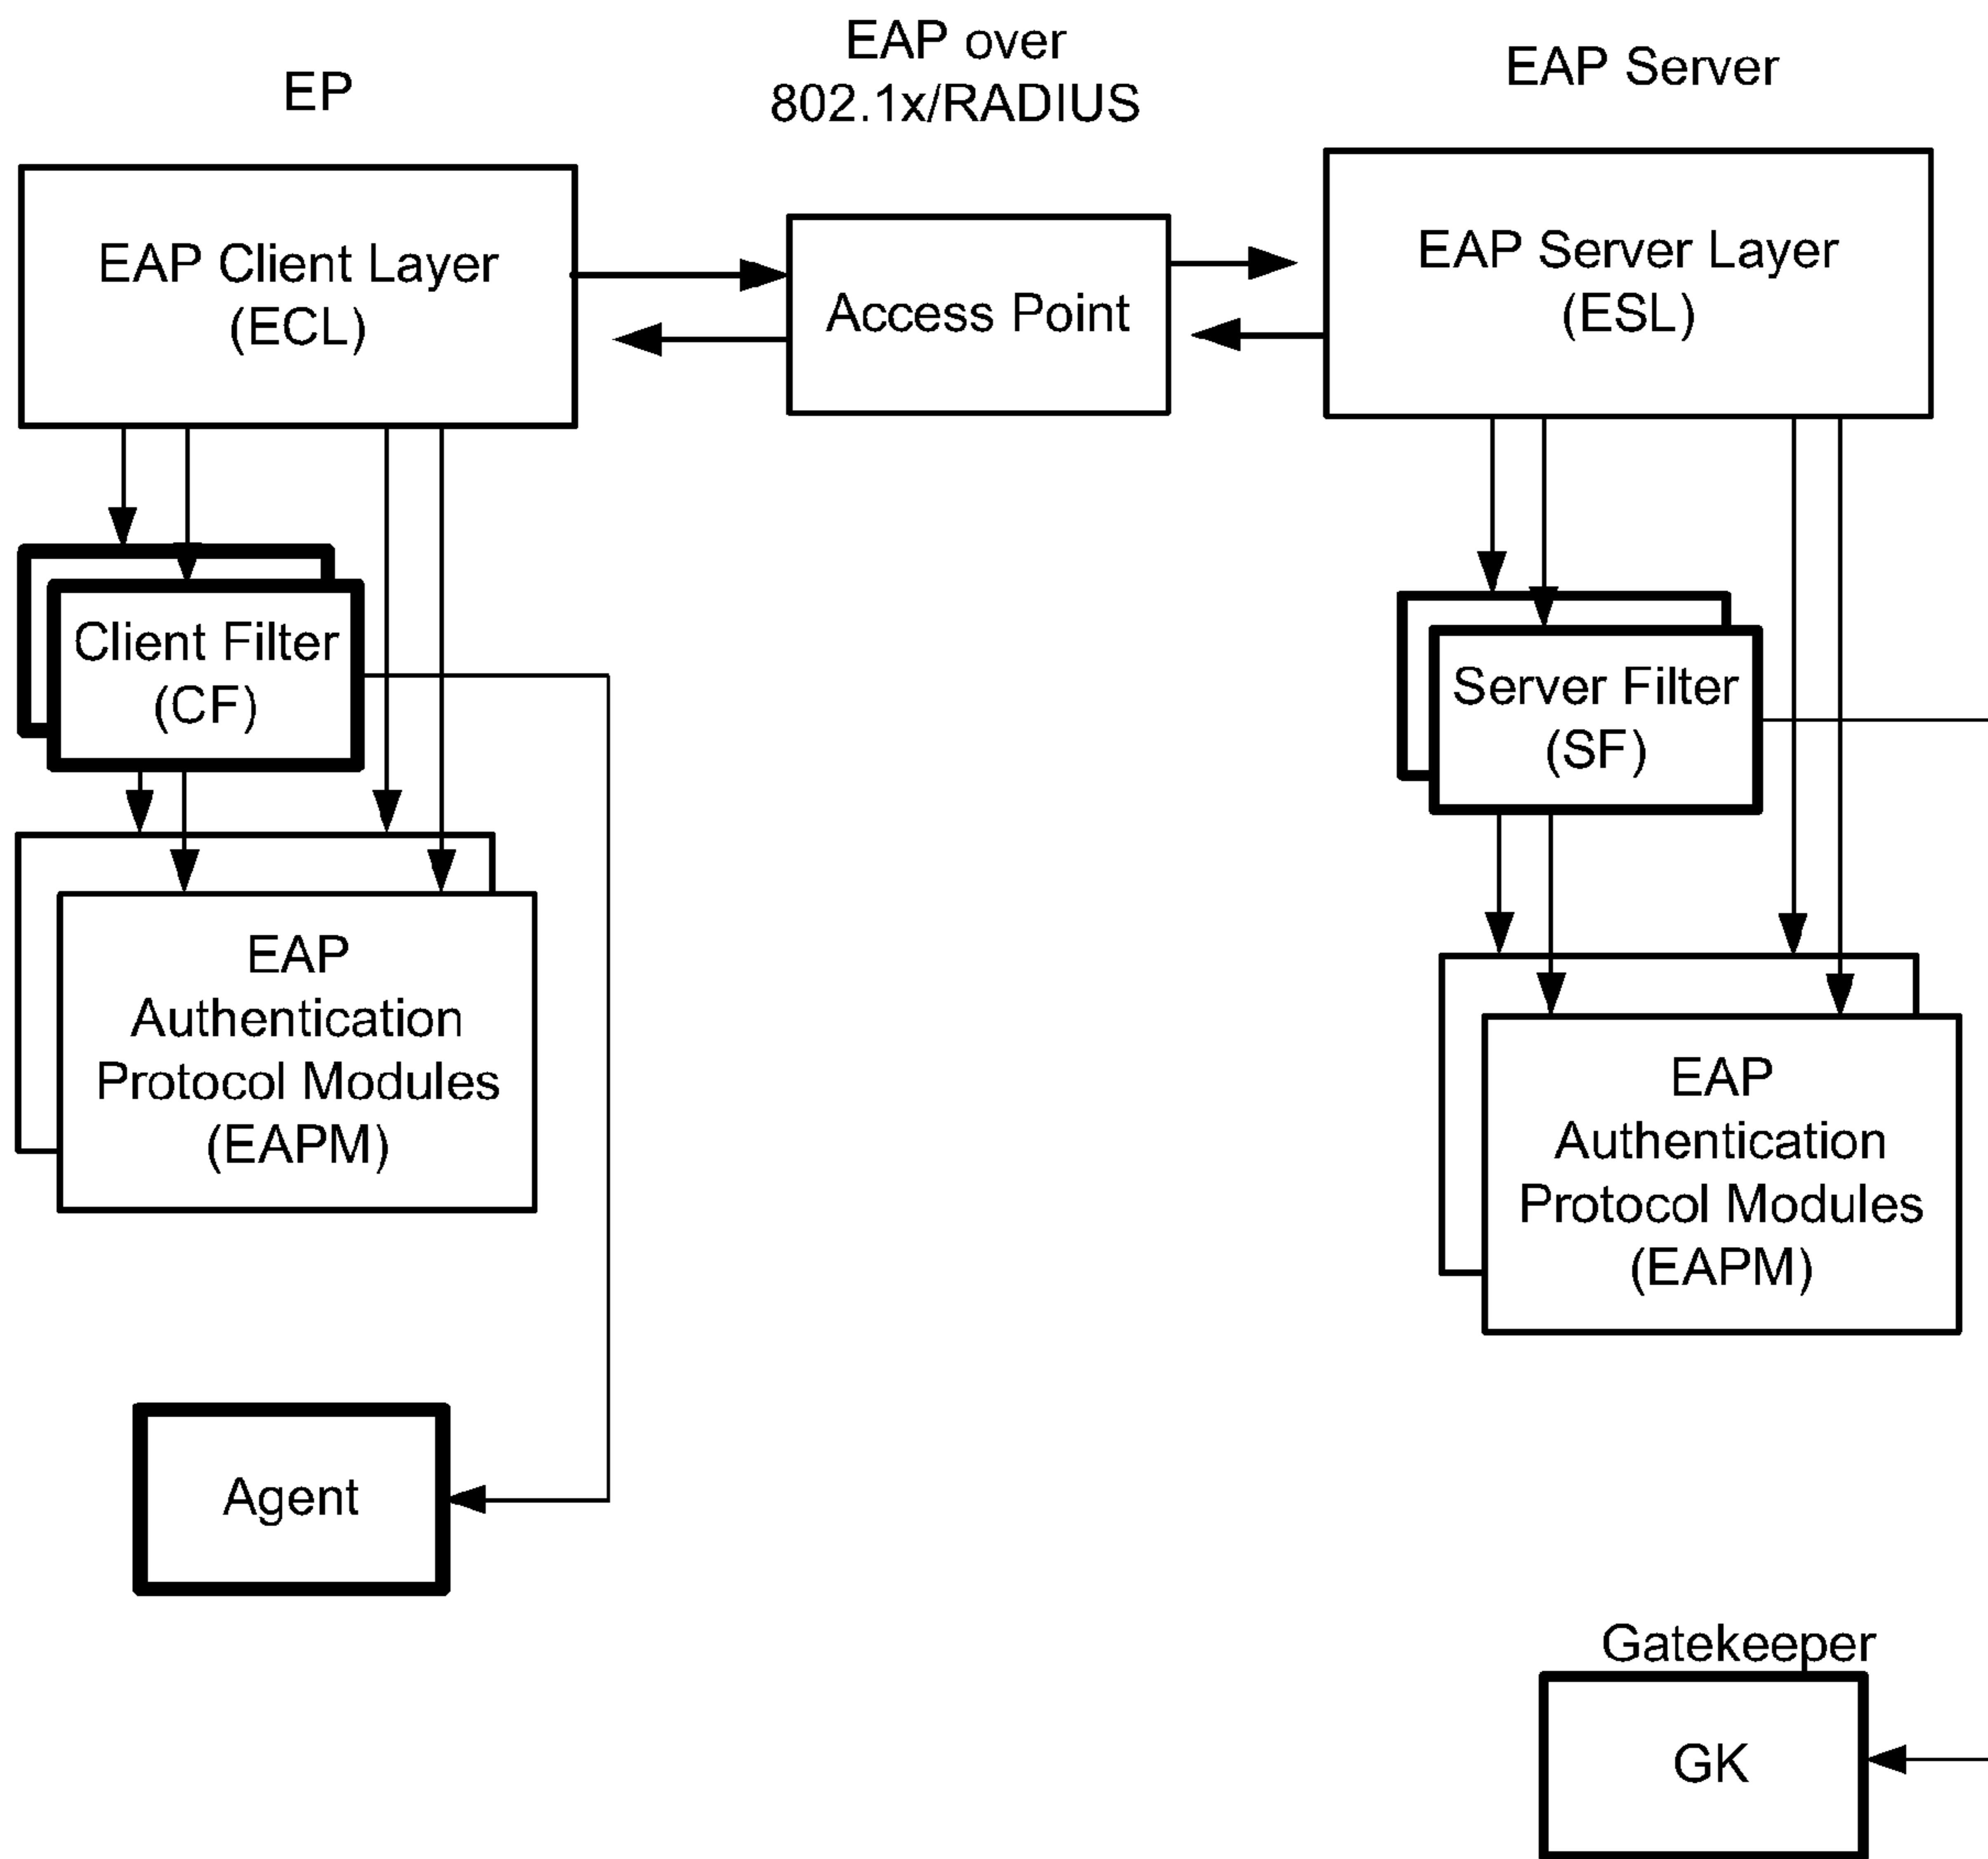 EP
EAP over
802.1x/RADIUS
EAP Server
EAP Client Layer
(ECL)
Access Point
EAP Server Layer
(ESL)
Client Filter
(CF)
Server Filter
(SF)
EAP
Authentication
Protocol Modules
(EAPM)
EAP
Authentication
Protocol Modules
(EAPM)
Agent
Gatekeeper
GK